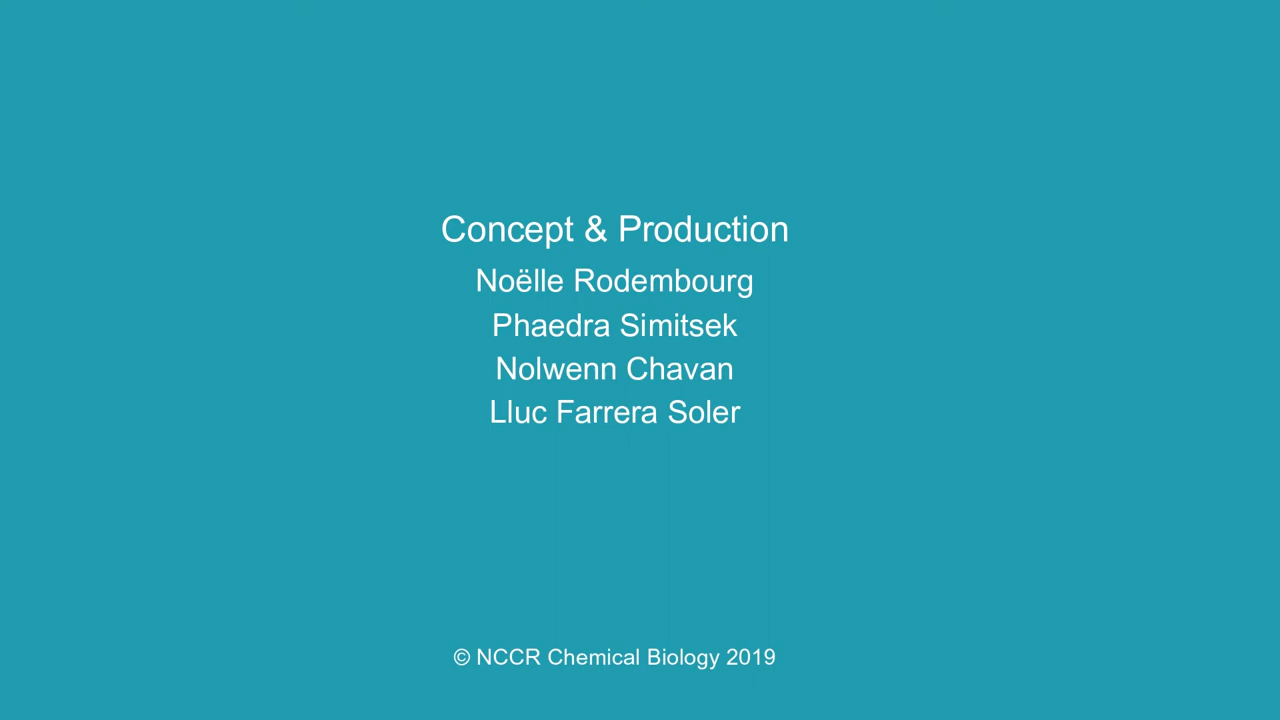 Concept & Production
Noëlle Rodembourg
Phaedra Simitsek
Nolwenn Chavan
Lluc Farrera Soler
© NCCR Chemical Biology 2019